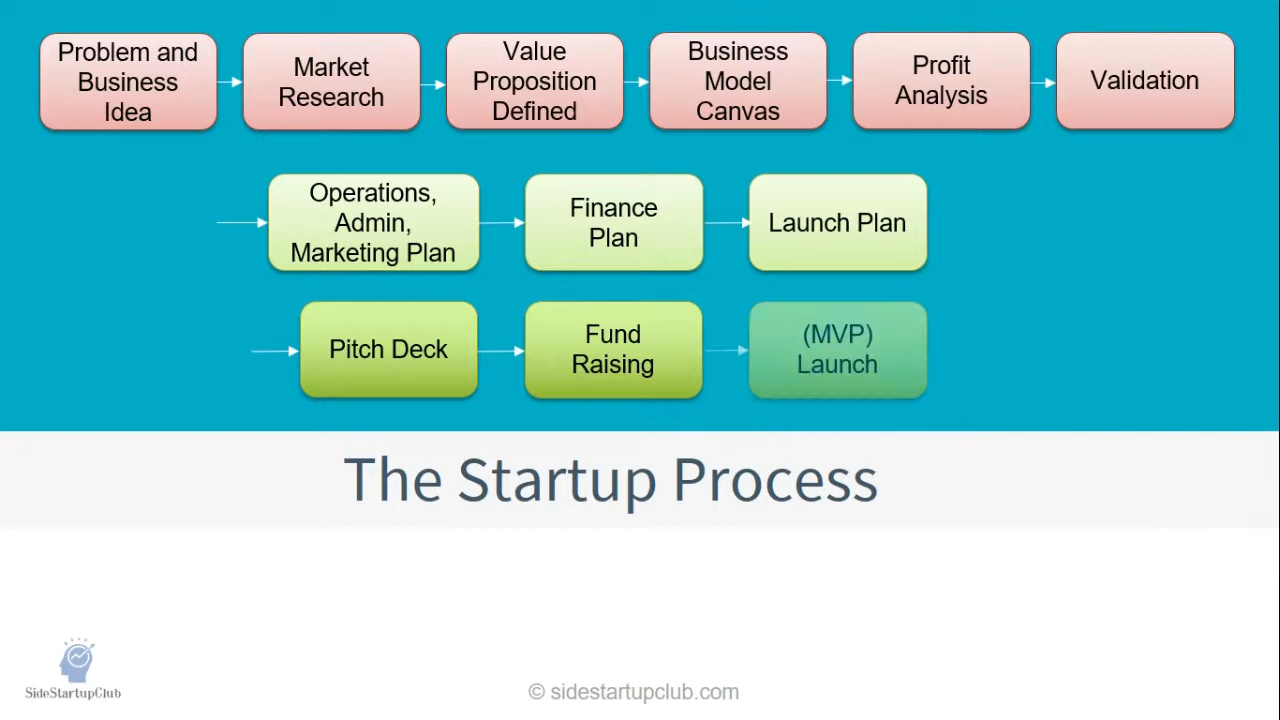 Problem and
Business
Idea
Market
Research
Value
Proposition
Defined
Business
Model
Canvas
Profit
Analysis
Validation
Operations,
Admin,
Marketing Plan
Finance
Plan
Launch Plan
Pitch Deck
Fund
Raising
(MVP)
Launch
The Startup Process
SideStartupClub
© sidestartupclub.com